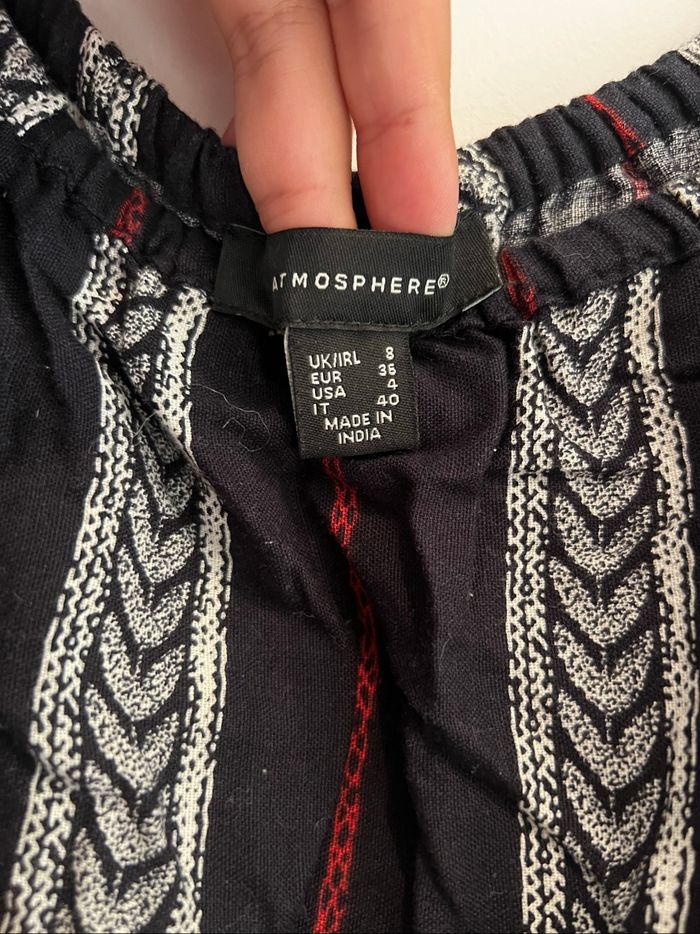 ATMOSPHERE®
UK/IRL 8
EUR 36
USA 4
IT 40
MADE IN
INDIA